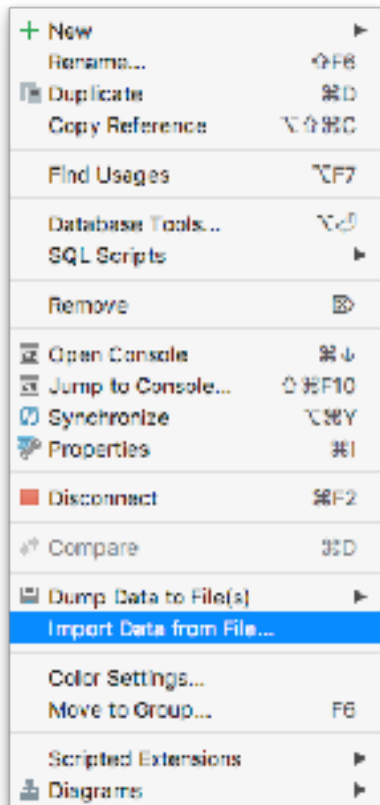 New
Rename... ⇧F6
Duplicate ⌘D
Copy Reference ⌥⇧⌘C
Find Usages ⌥F7
Database Tools... ⌥⏎
SQL Scripts
Remove ⌦
Open Console ⌘↓
Jump to Console... ⇧⌘F10
Synchronize ⌥⌘Y
Properties ⌘I
Disconnect ⌘F2
Compare ⌘D
Dump Data to File(s)
Import Data from File...
Color Settings...
Move to Group... F6
Scripted Extensions
Diagrams